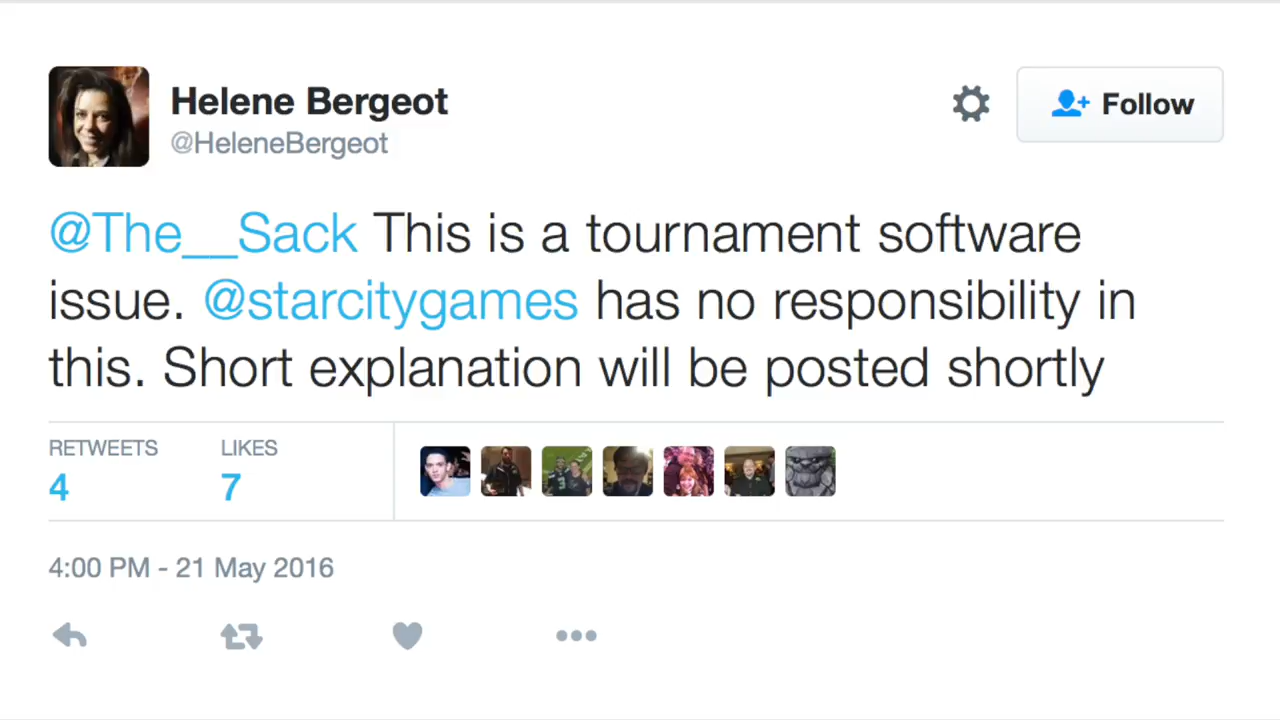 Helene Bergeot
@HeleneBergeot
Follow
@The__Sack This is a tournament software
issue. @starcitygames has no responsibility in
this. Short explanation will be posted shortly
RETWEETS
4
LIKES
7
4:00 PM - 21 May 2016